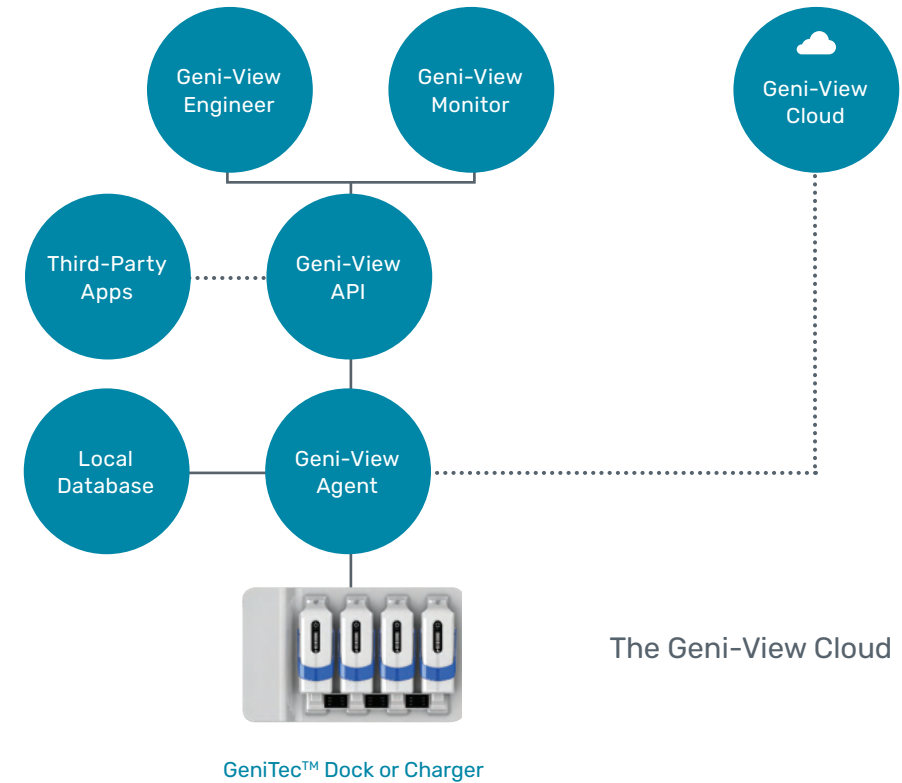 Geni-View
Engineer
Geni-View
Monitor
Geni-View
Cloud
Third-Party
Apps
Geni-View
API
Local
Database
Geni-View
Agent
The Geni-View Cloud
GeniTec™ Dock or Charger